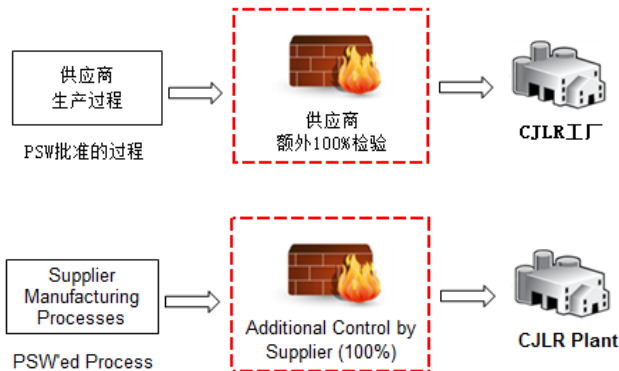 供应商
生产过程
PSW批准的过程
供应商
额外100%检验
CJLR工厂
Supplier
Manufacturing
Processes
PSW'ed Process
Additional Control by
Supplier (100%)
CJLR Plant